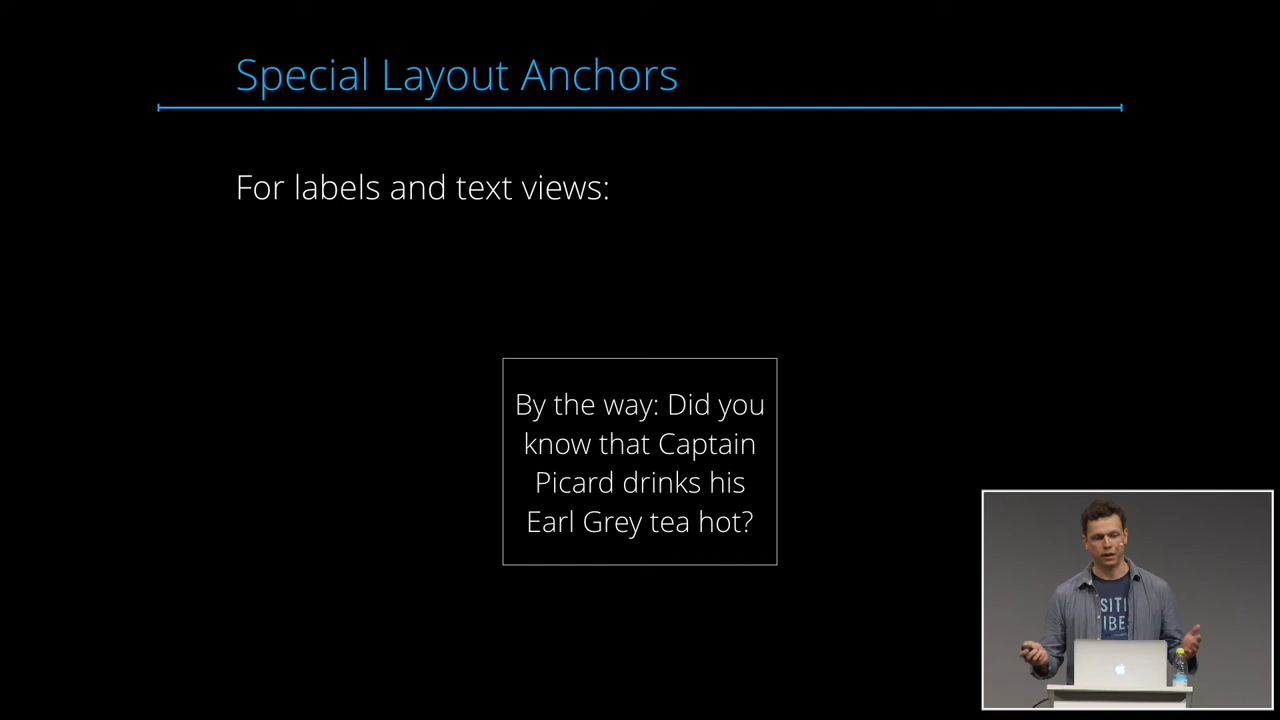 Special Layout Anchors
For labels and text views:
By the way: Did you
know that Captain
Picard drinks his
Earl Grey tea hot?